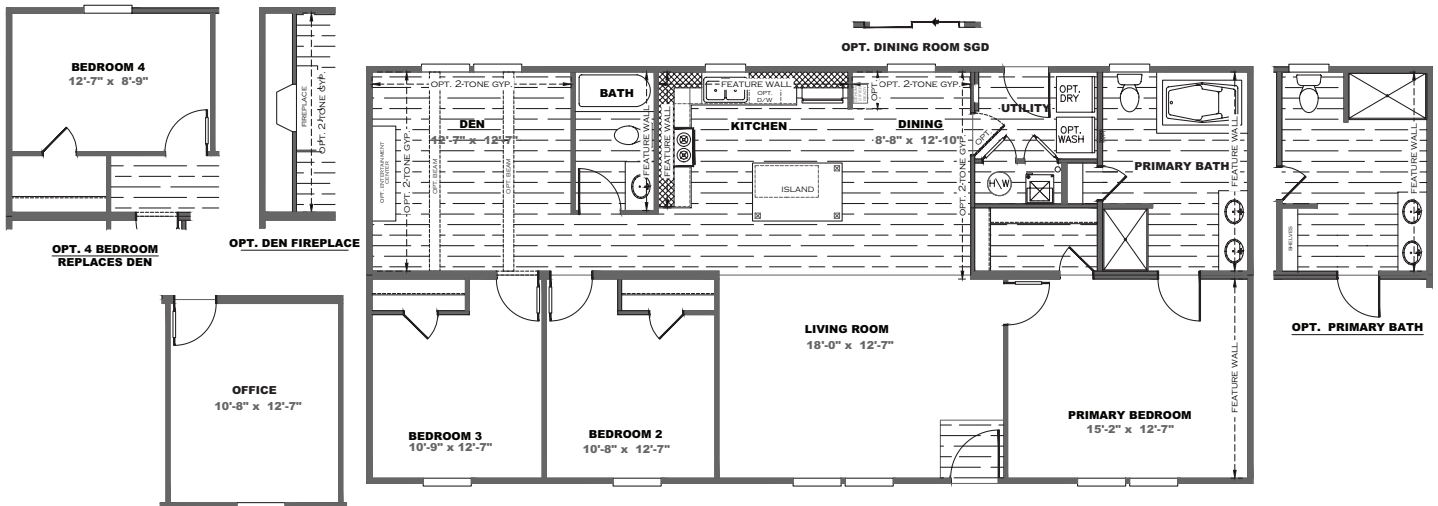 BEDROOM 4
12'-7" x 8'-9"
OPT. 4 BEDROOM
REPLACES DEN
FIREPLACE
OPT. 2-TONE GYP.
OPT. DEN FIREPLACE
OFFICE
10'-8" x 12'-7"
OPT. DINING ROOM SGD
OPT. 2-TONE GYP.
DEN
12'-7" x 12'-7"
OPT. ENTERTAINMENT
CENTER
OPT. 2-TONE GYP.
OPT. BEAM
OPT. BEAM
BATH
FEATURE WALL
FEATURE WALL
FEATURE WALL
OPT.
D/W
KITCHEN
ISLAND
OPT. 2-TONE GYP.
DINING
8'-8" x 12'-10"
OPT. 2-TONE GYP.
UTILITY
OPT.
DRY
OPT.
WASH
OPT.
H/W
PRIMARY BATH
FEATURE WALL
BEDROOM 3
10'-9" x 12'-7"
BEDROOM 2
10'-8" x 12'-7"
LIVING ROOM
18'-0" x 12'-7"
PRIMARY BEDROOM
15'-2" x 12'-7"
FEATURE WALL
FEATURE WALL
SHELVES
OPT. PRIMARY BATH